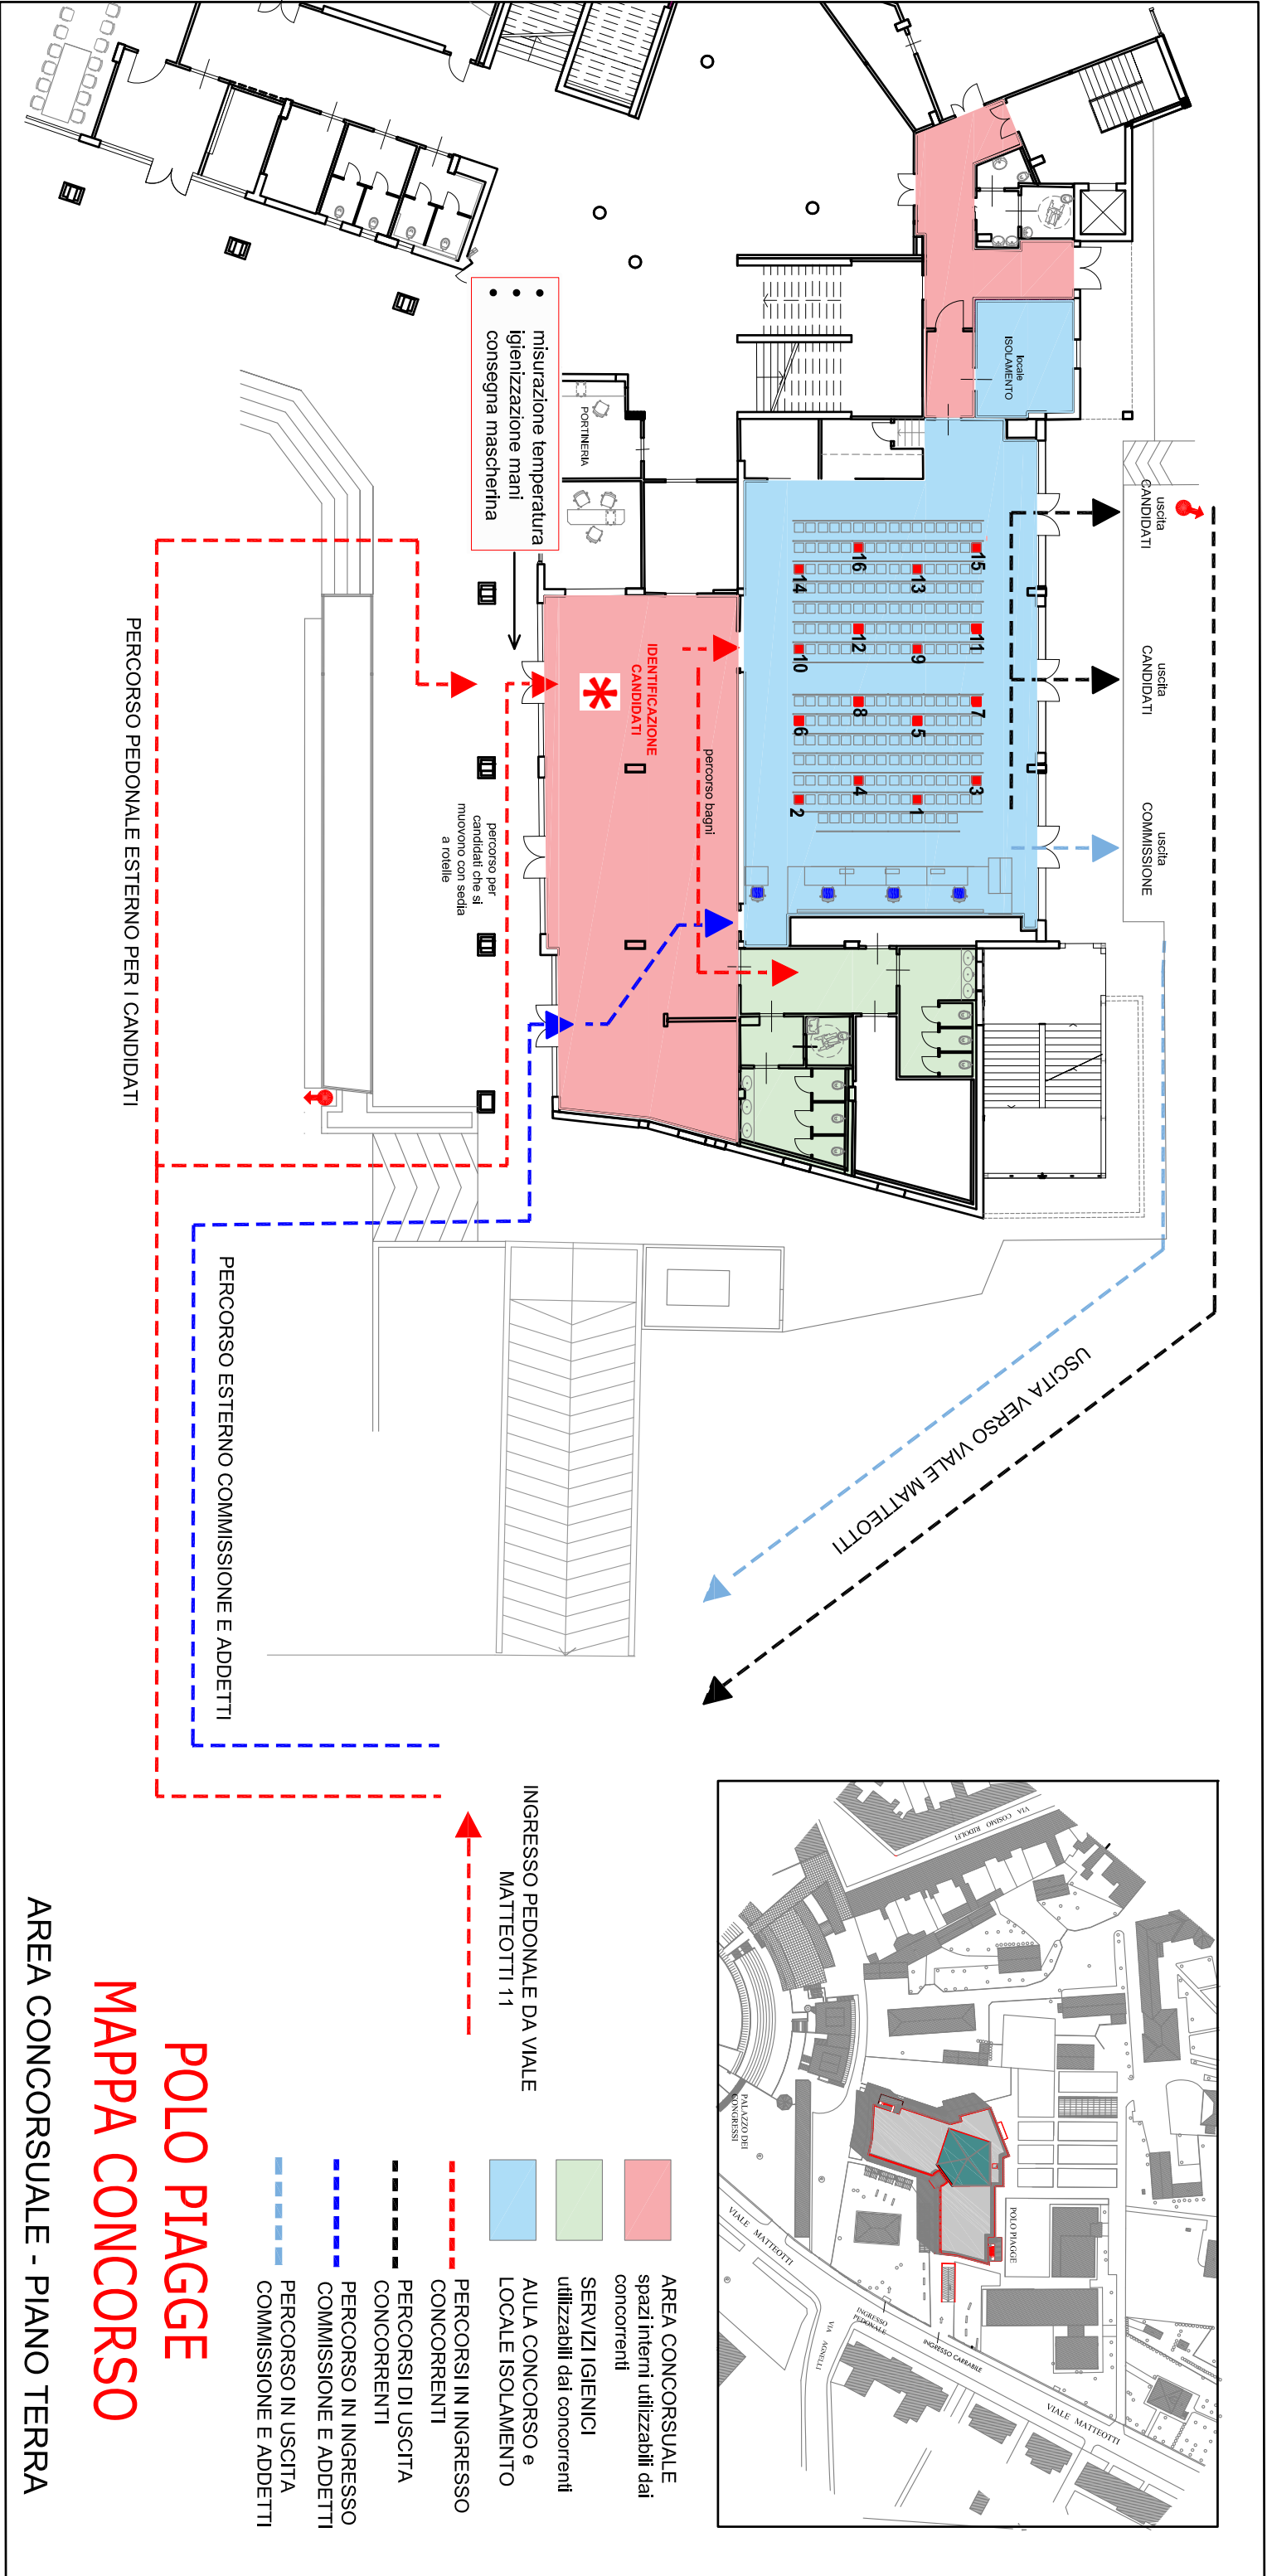 uscita
CANDIDATI
uscita
CANDIDATI
uscita
COMMISSIONE
locale
ISOLAMENTO
15
16
13
14
11
12
9
10
7
8
5
6
3
4
1
2
percorso bagni
IDENTIFICAZIONE
CANDIDATI
*
PORTINERIA
• misurazione temperatura
• igienizzazione mani
• consegna mascherina
percorso per
candidati che si
muovono con sedia
a rotelle
PERCORSO PEDONALE ESTERNO PER I CANDIDATI
PERCORSO ESTERNO COMMISSIONE E ADDETTI
USCITA VERSO VIALE MATTEOTTI
INGRESSO PEDONALE DA VIALE
MATTEOTTI 11
VIA COSIMO RIDOLFI
PALAZZO DEI
CONGRESSI
POLO PIAGGE
VIALE MATTEOTTI
INGRESSO
PEDONALE
INGRESSO CARRABILE
VIA AGNELLI
VIALE MATTEOTTI
AREA CONCORSUALE
spazi interni utilizzabili dai
concorrenti
SERVIZI IGIENICI
utilizzabili dai concorrenti
AULA CONCORSO e
LOCALE ISOLAMENTO
PERCORSI IN INGRESSO
CONCORRENTI
PERCORSI DI USCITA
CONCORRENTI
PERCORSO IN INGRESSO
COMMISSIONE E ADDETTI
PERCORSO IN USCITA
COMMISSIONE E ADDETTI
POLO PIAGGE
MAPPA CONCORSO
AREA CONCORSUALE - PIANO TERRA